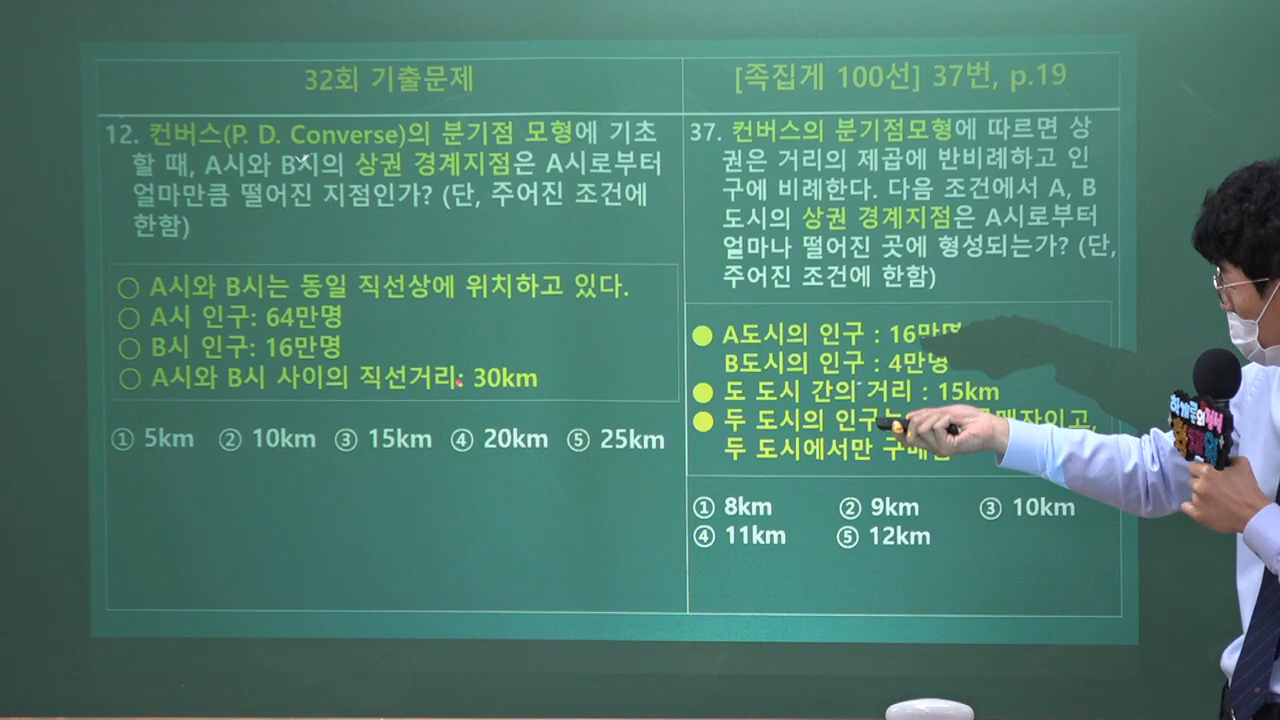 32회 기출문제
12. 컨버스(P. D. Converse)의 분기점 모형에 기초
할 때, A시와 B시의 상권 경계지점은 A시로부터
얼마만큼 떨어진 지점인가? (단, 주어진 조건에
한함)
○ A시와 B시는 동일 직선상에 위치하고 있다.
○ A시 인구: 64만명
○ B시 인구: 16만명
○ A시와 B시 사이의 직선거리: 30km
① 5km ② 10km ③ 15km ④ 20km ⑤ 25km
[족집게 100선] 37번, p.19
37. 컨버스의 분기점모형에 따르면 상
권은 거리의 제곱에 반비례하고 인
구에 비례한다. 다음 조건에서 A, B
도시의 상권 경계지점은 A시로부터
얼마나 떨어진 곳에 형성되는가? (단,
주어진 조건에 한함)
● A도시의 인구 : 16만명
B도시의 인구 : 4만명
● 도 도시 간의 거리 : 15km
● 두 도시의 인구는
두 도시에서만
① 8km ② 9km ③ 10km
④ 11km ⑤ 12km